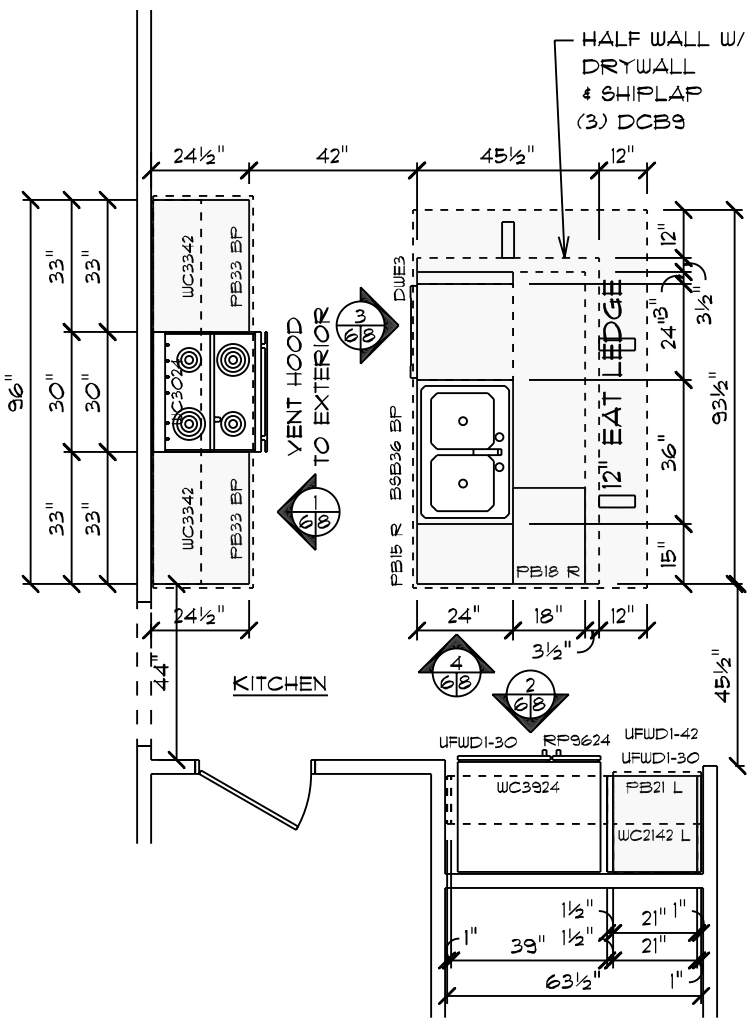 HALF WALL W/
DRYWALL
& SHIPLAP
(3) DCB9
24½"
42"
45½"
12"
WC3342
PB33 BP
33"
33"
DWE3
12"
3"
3½"
24"
3
6 8
VENT HOOD
TO EXTERIOR
WC3024
96"
30"
30"
12" EAT LEDGE
93½"
BSB36 BP
36"
1
6 8
WC3342
PB33 BP
33"
33"
PB15 R
PB18 R
15"
24½"
24"
18"
12"
3½"
44"
45½"
KITCHEN
4
6 8
2
6 8
UFWD1-30
RP9624
UFWD1-42
UFWD1-30
WC3924
PB21 L
WC2142 L
1½"
21"
1"
1"
39"
1½"
21"
63½"
1"